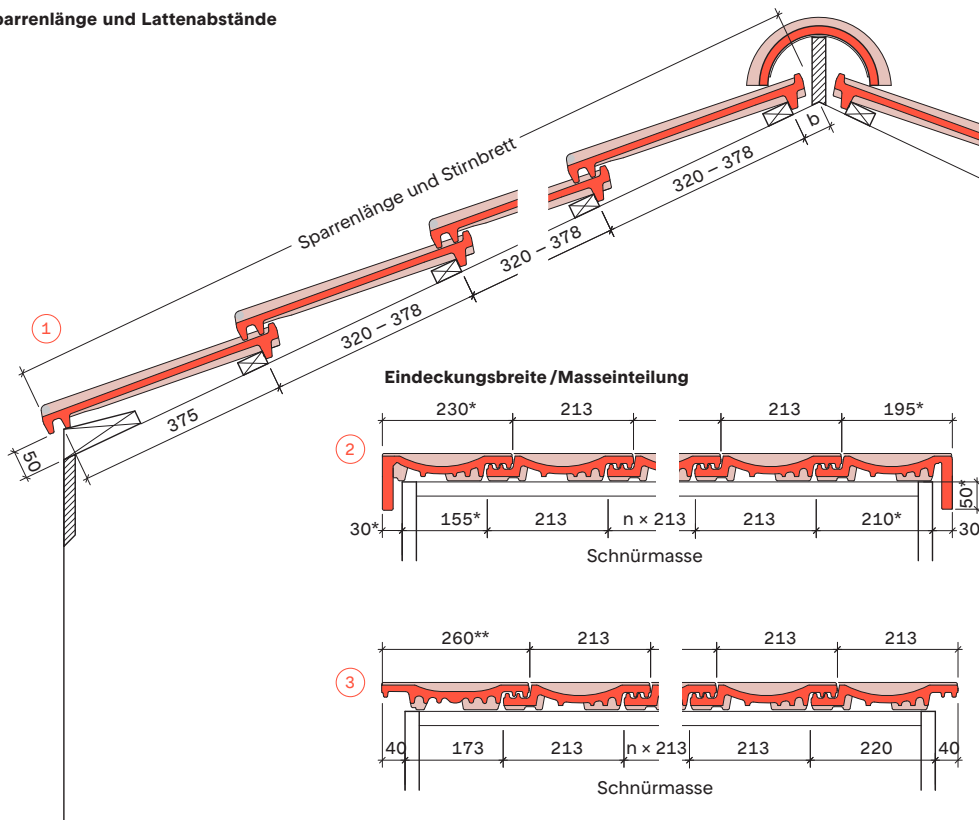 parrenlänge und Lattenabstände
Sparrenlänge und Stirnbrett
b
320 – 378
320 – 378
320 – 378
375
50
1
Eindeckungsbreite/Masseinteilung
2
230* 213 213 195*
50*
30* 155* 213 n × 213 213 210* 30
Schnürmasse
3
260** 213 213 213
40 173 213 n × 213 213 220 40
Schnürmasse